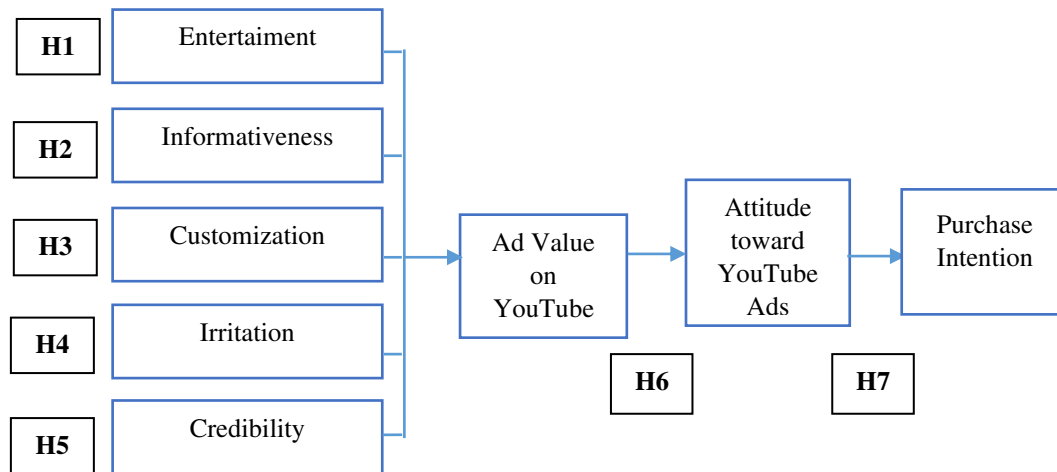 H1
Entertaiment
H2
Informativeness
H3
Customization
H4
Irritation
H5
Credibility
Ad Value
on
YouTube
H6
Attitude
toward
YouTube
Ads
H7
Purchase
Intention